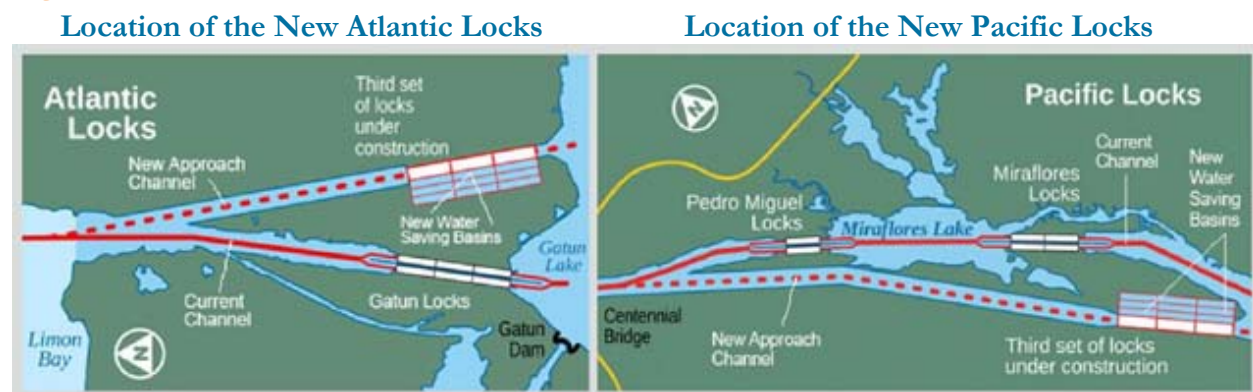 Location of the New Atlantic Locks
Location of the New Pacific Locks
Atlantic
Locks
Third set
of locks
under
construction
New Approach
Channel
New Water
Saving Basins
Gatun
Lake
Current
Channel
Gatun Locks
Limon
Bay
N
Gatun
Dam
Pacific Locks
N
Current
Channel
New
Water
Saving
Basins
Miraflores
Locks
Pedro Miguel
Locks
Miraflores Lake
Centennial
Bridge
New Approach
Channel
Third set of locks
under construction